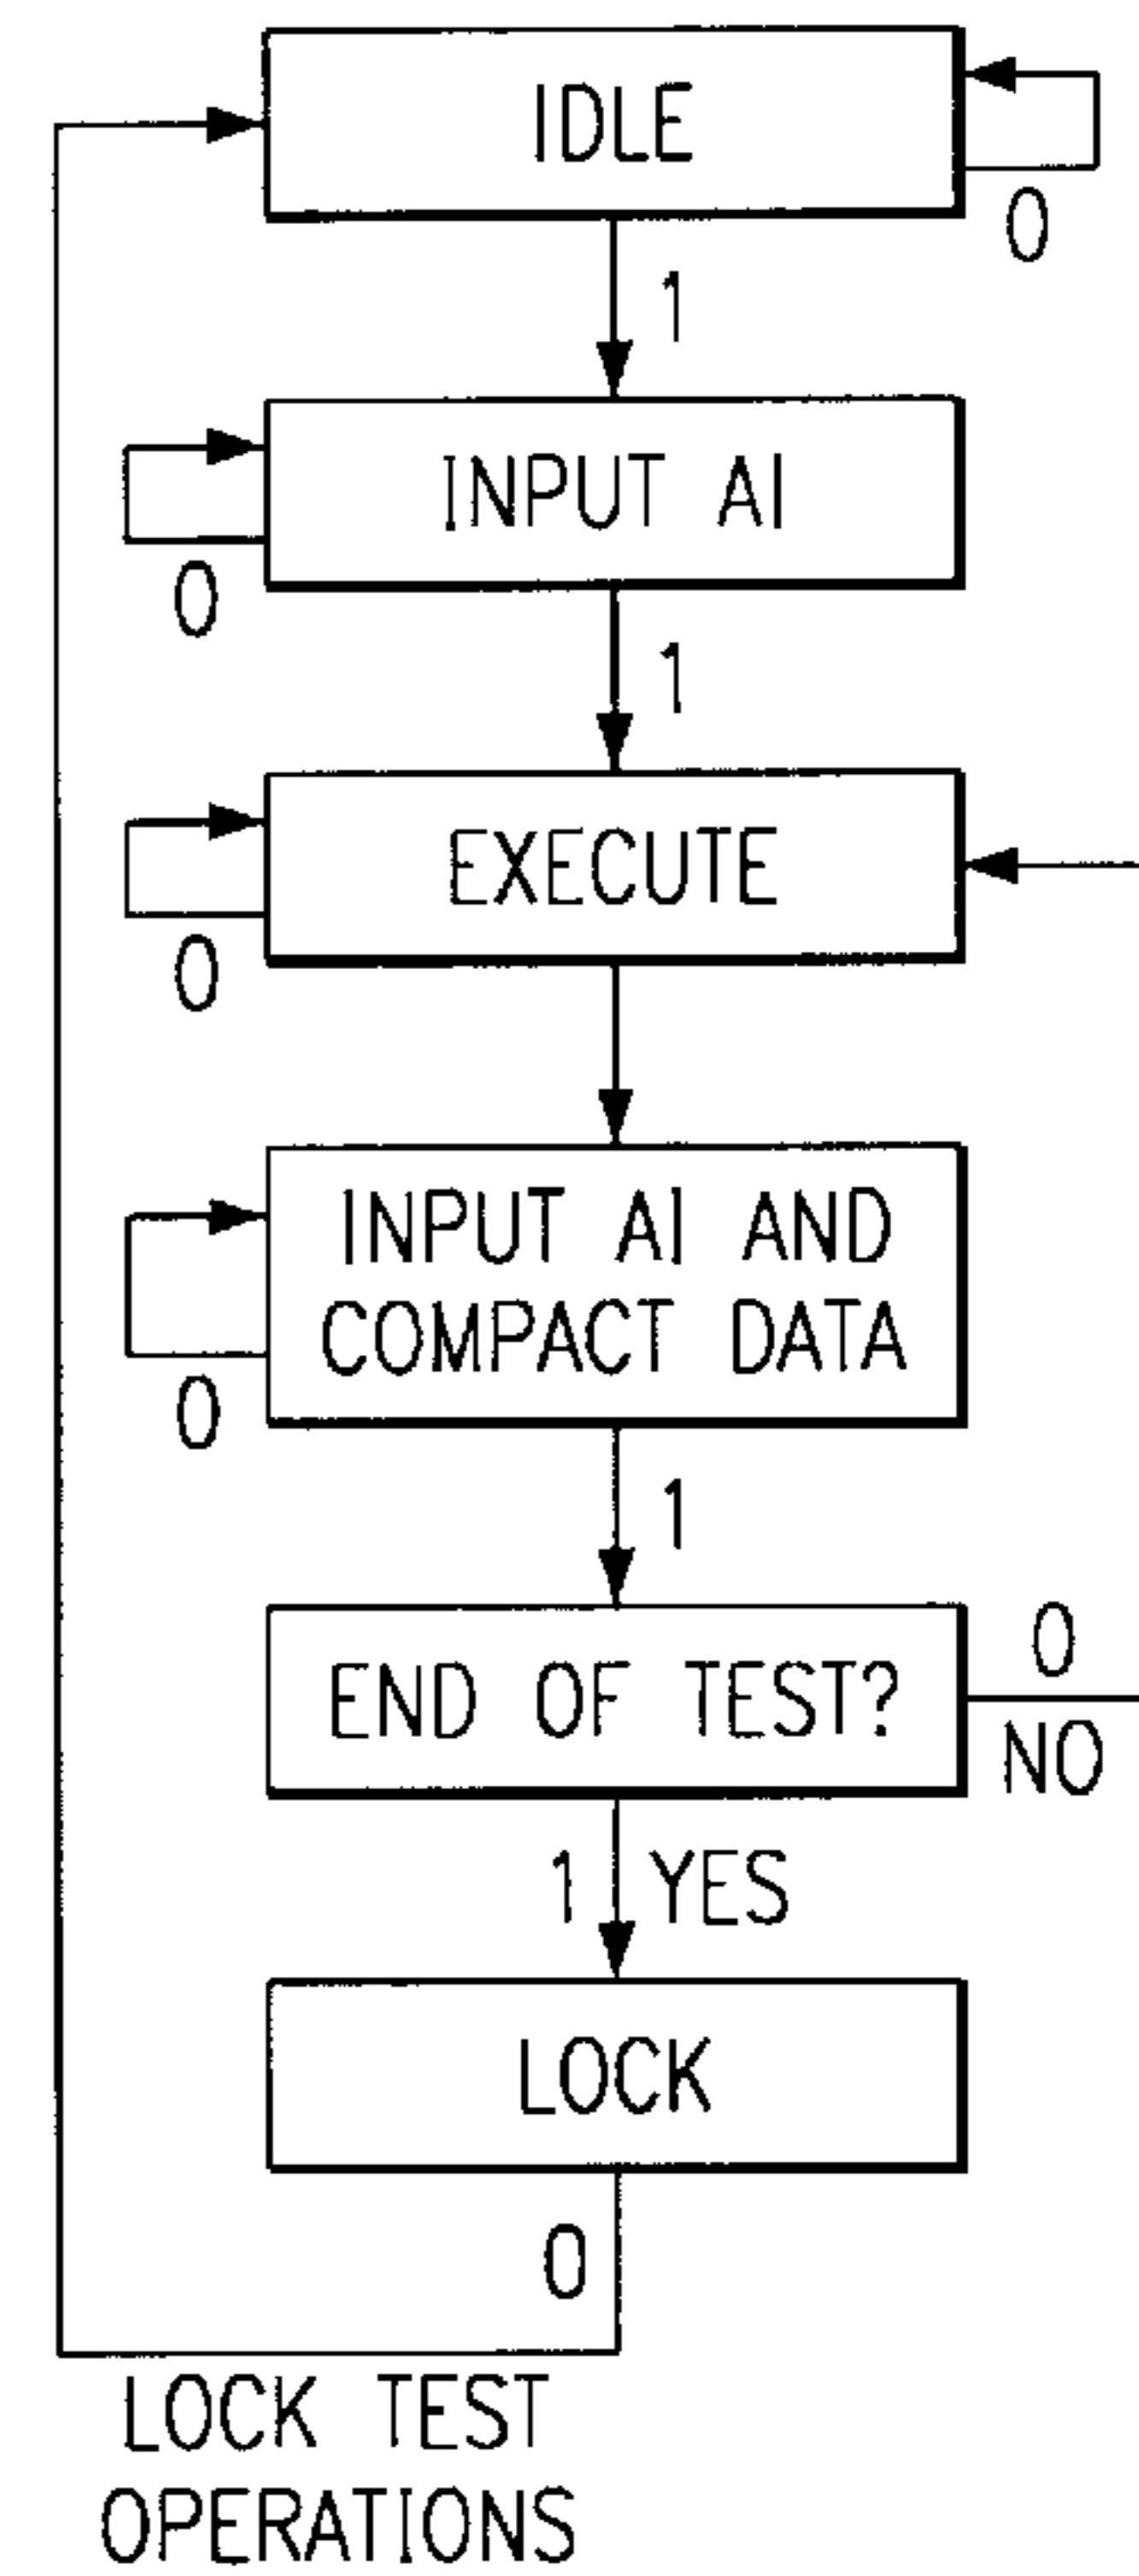 IDLE
0
1
INPUT AI
0
1
EXECUTE
0
INPUT AI AND
COMPACT DATA
0
1
END OF TEST?
0
NO
1 YES
LOCK
0
LOCK TEST
OPERATIONS